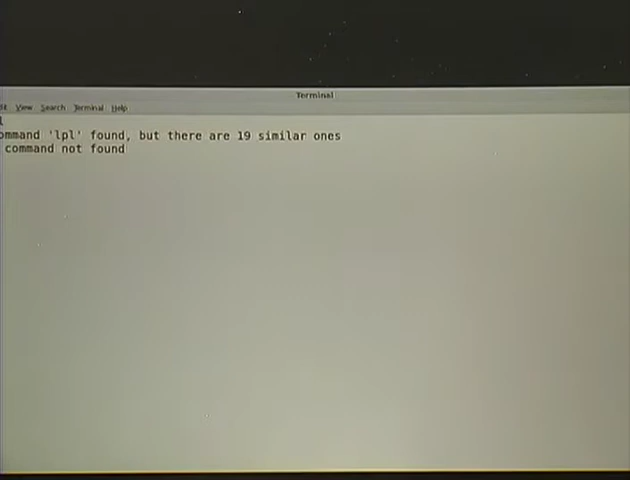 Terminal
View Search Terminal Help
l
ommand 'lpl' found, but there are 19 similar ones
command not found